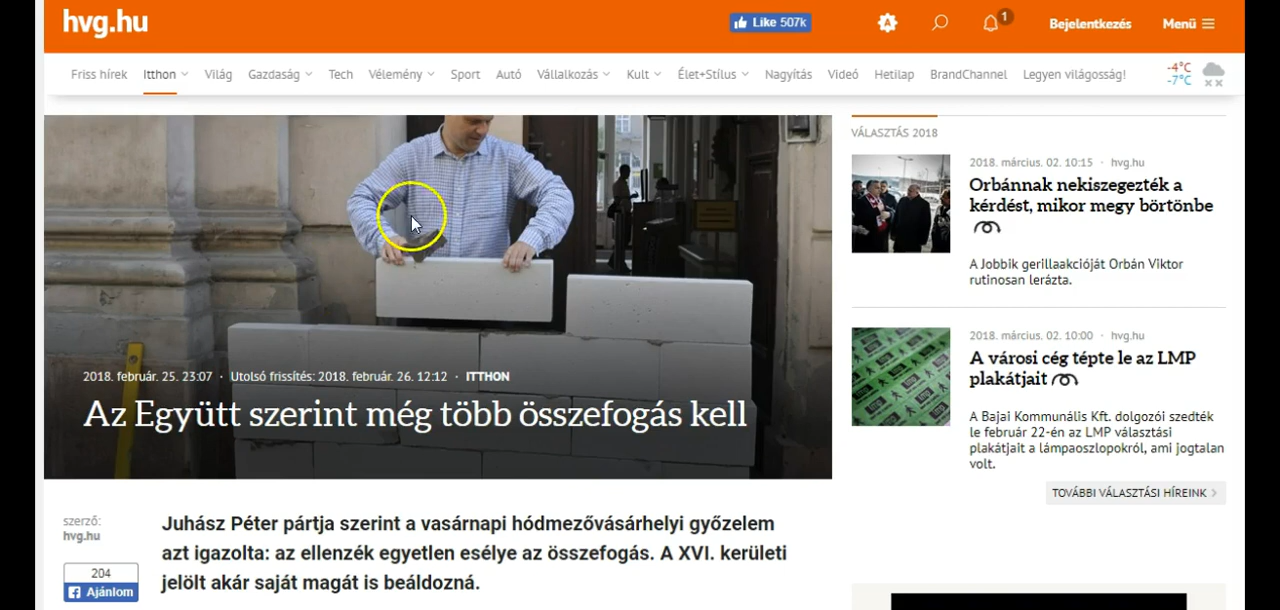 hvg.hu
Like 507k
1
Bejelentkezés
Menü
Friss hírek
Itthon
Világ
Gazdaság
Tech
Vélemény
Sport
Autó
Vállalkozás
Kult
Élet+Stílus
Nagyítás
Videó
Hetilap
BrandChannel
Legyen világosság!
-4°C
-7°C
2018. február. 25. 23:07 · Utolsó frissítés: 2018. február. 26. 12:12 · ITTHON
Az Együtt szerint még több összefogás kell
szerző:
hvg.hu
204
Ajánlom
Juhász Péter pártja szerint a vasárnapi hódmezővásárhelyi győzelem
azt igazolta: az ellenzék egyetlen esélye az összefogás. A XVI. kerületi
jelölt akár saját magát is beáldozná.
VÁLASZTÁS 2018
2018. március. 02. 10:15 · hvg.hu
Orbánnak nekiszegezték a
kérdést, mikor megy börtönbe
A Jobbik gerillaakcióját Orbán Viktor
rutinosan lerázta.
2018. március. 02. 10:00 · hvg.hu
A városi cég tépte le az LMP
plakátjait
A Bajai Kommunális Kft. dolgozói szedték
le február 22-én az LMP választási
plakátjait a lámpaoszlopokról, ami jogtalan
volt.
TOVÁBBI VÁLASZTÁSI HÍREINK